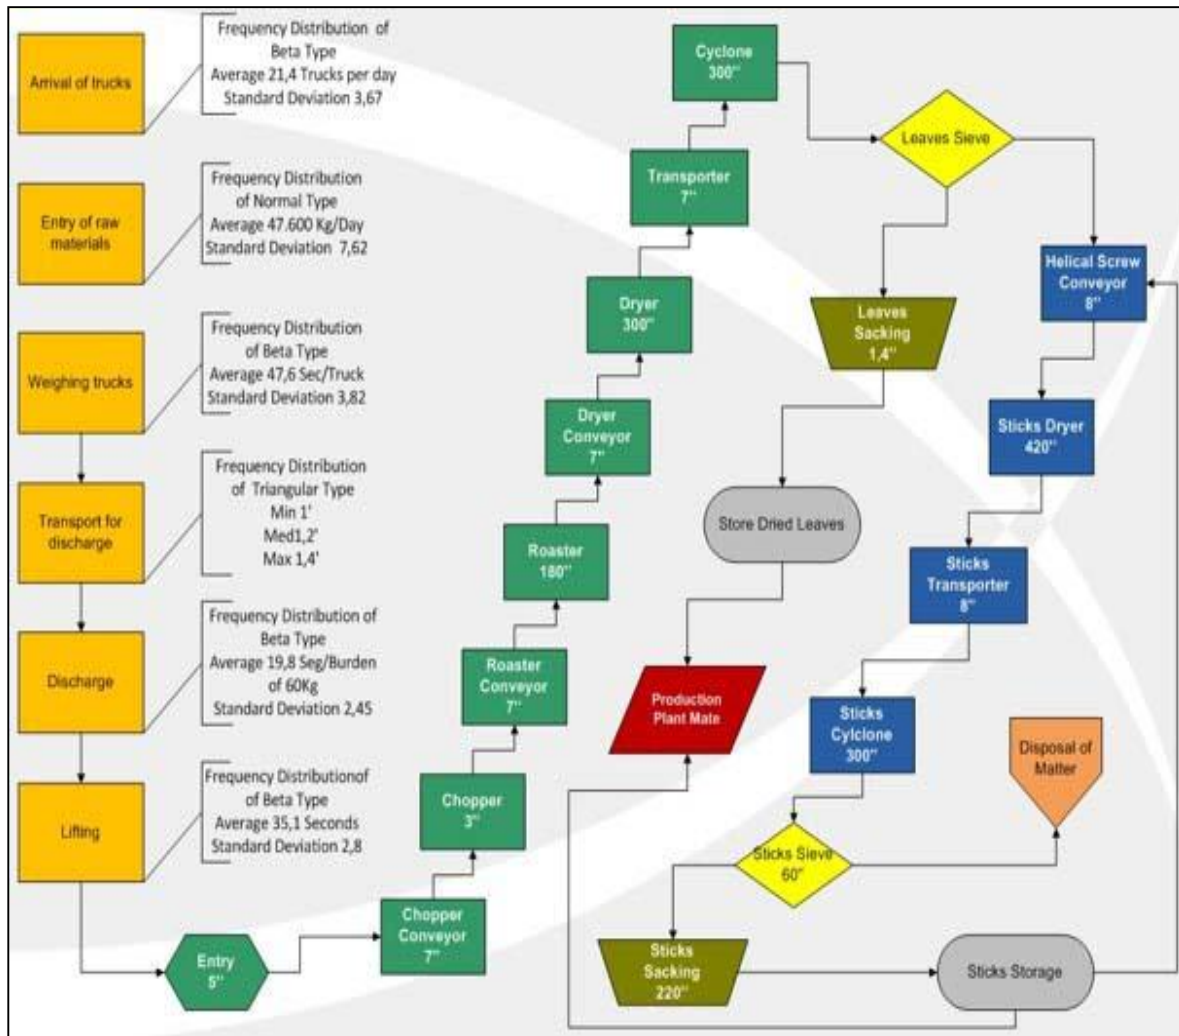 Arrival of trucks
Frequency Distribution of
Beta Type
Average 21,4 Trucks per day
Standard Deviation 3,67
Entry of raw
materials
Frequency Distribution
of Normal Type
Average 47.600 Kg/Day
Standard Deviation 7,62
Weighing trucks
Frequency Distribution
of Beta Type
Average 47,6 Sec/Truck
Standard Deviation 3,82
Transport for
discharge
Frequency Distribution
of Triangular Type
Min 1'
Med1,2'
Max 1,4'
Discharge
Frequency Distribution of
Beta Type
Average 19,8 Seg/Burden
of 60Kg
Standard Deviation 2,45
Lifting
Frequency Distributionof
of Beta Type
Average 35,1 Seconds
Standard Deviation 2,8
Entry
5"
Chopper
Conveyor
7"
Chopper
3"
Roaster
Conveyor
7"
Roaster
180"
Dryer
Conveyor
7"
Dryer
300"
Transporter
7"
Cyclone
300"
Leaves Sieve
Leaves
Sacking
1,4"
Store Dried Leaves
Production
Plant Mate
Helical Screw
Conveyor
8"
Sticks Dryer
420"
Sticks
Transporter
8"
Sticks
Cylclone
300"
Sticks Sieve
60"
Disposal of
Matter
Sticks
Sacking
220"
Sticks Storage